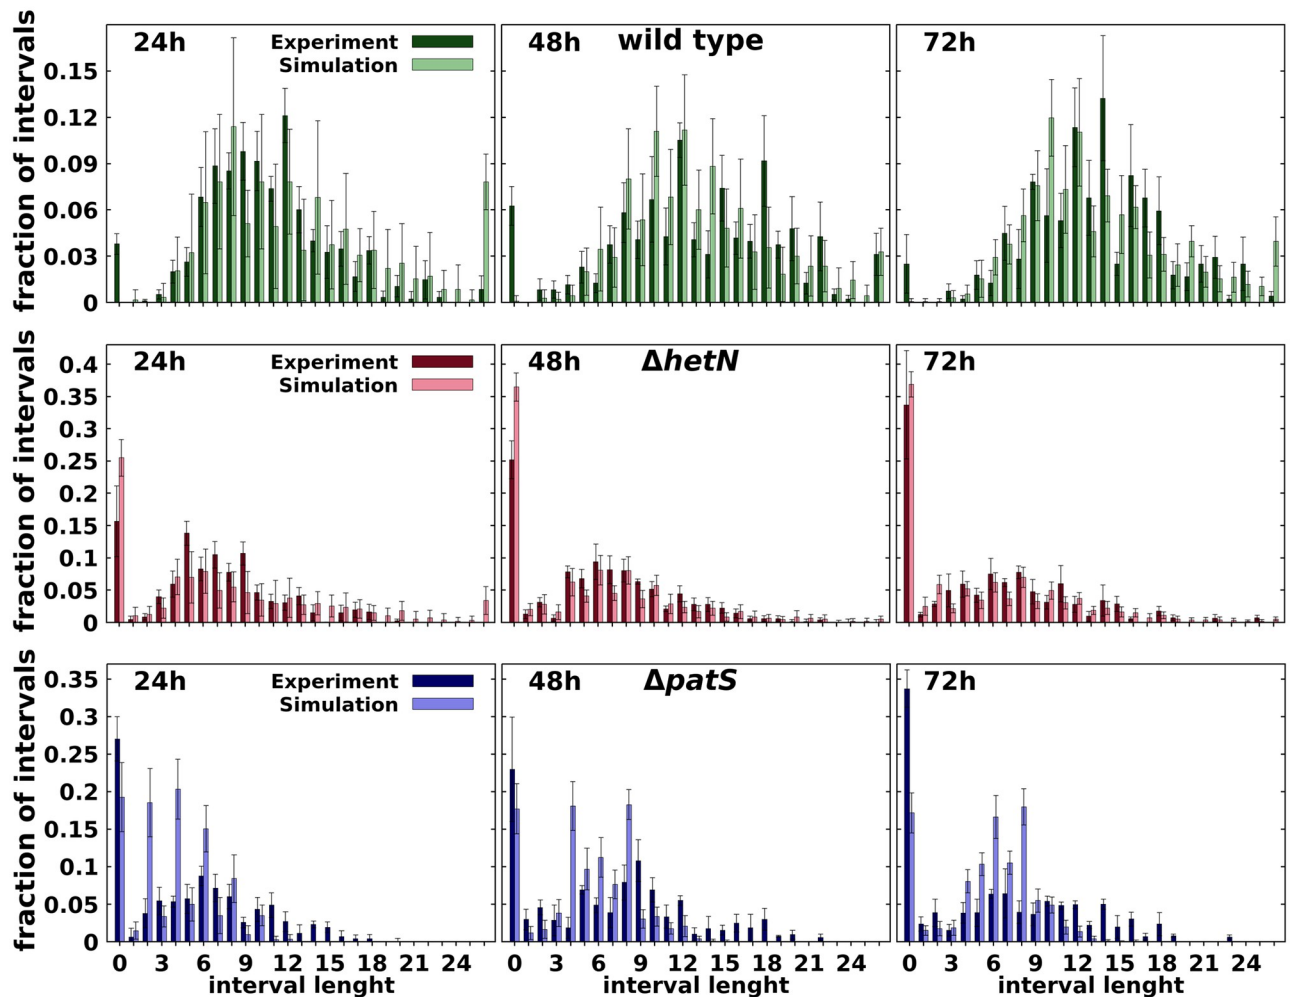 24h
Experiment
Simulation
48h
wild type
72h
fraction of intervals
0.15
0.12
0.09
0.06
0.03
0
24h
Experiment
Simulation
48h
ΔhetN
72h
fraction of intervals
0.4
0.35
0.3
0.25
0.2
0.15
0.1
0.05
0
24h
Experiment
Simulation
48h
ΔpatS
72h
fraction of intervals
0.35
0.3
0.25
0.2
0.15
0.1
0.05
0
0 3 6 9 12 15 18 21 24
0 3 6 9 12 15 18 21 24
0 3 6 9 12 15 18 21 24
interval lenght
interval lenght
interval lenght